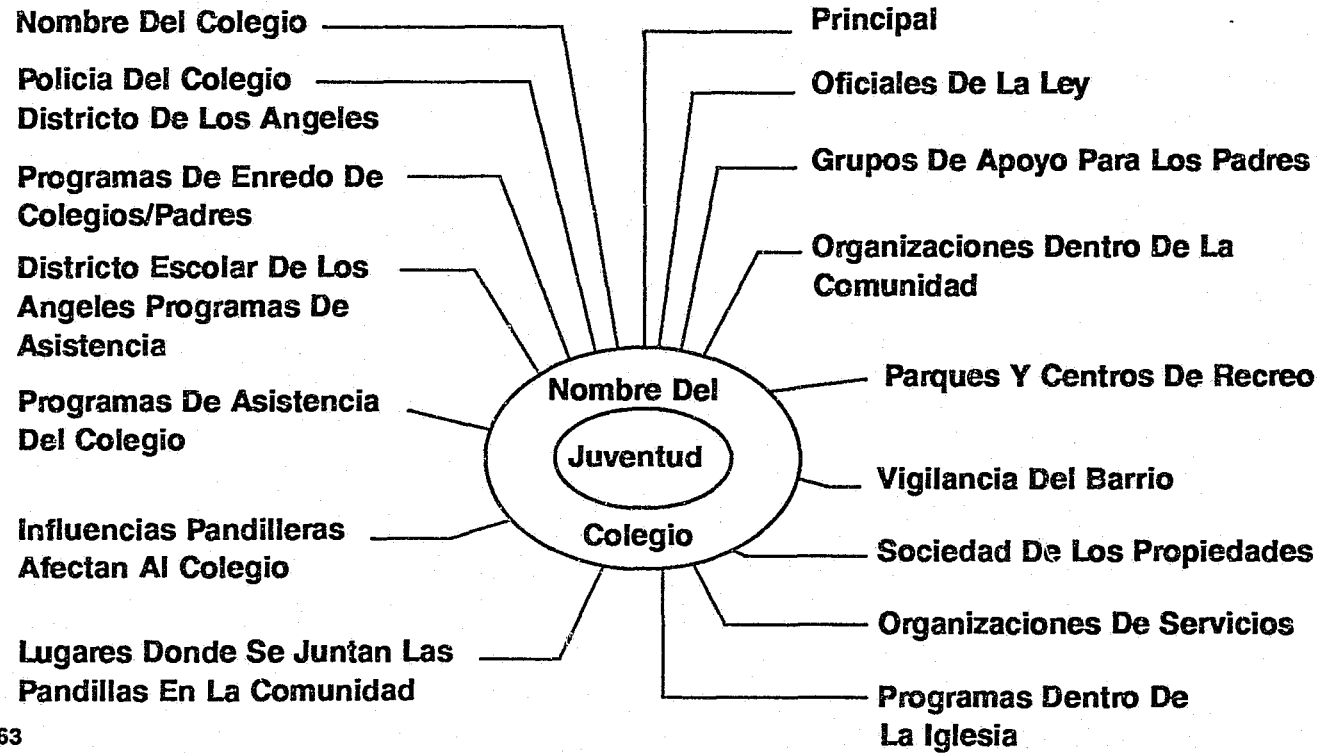 Nombre Del Colegio
Policia Del Colegio
Districto De Los Angeles
Programas De Enredo De
Colegios/Padres
Districto Escolar De Los
Angeles Programas De
Asistencia
Programas De Asistencia
Del Colegio
Influencias Pandilleras
Afectan Al Colegio
Lugares Donde Se Juntan Las
Pandillas En La Comunidad
Nombre Del
Juventud
Colegio
Principal
Oficiales De La Ley
Grupos De Apoyo Para Los Padres
Organizaciones Dentro De La
Comunidad
Parques Y Centros De Recreo
Vigilancia Del Barrio
Sociedad De Los Propiedades
Organizaciones De Servicios
Programas Dentro De
La Iglesia
63